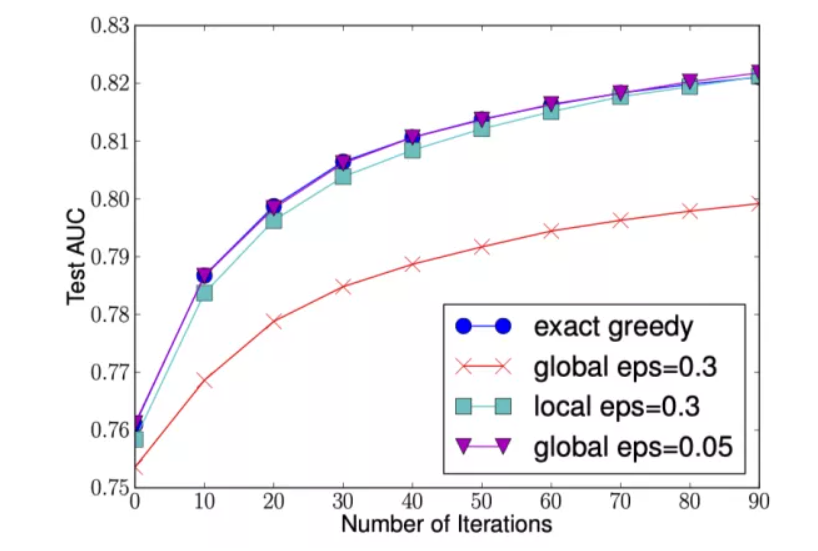 0.83
0.82
0.81
0.80
0.79
0.78
0.77
0.76
0.75
Test AUC
exact greedy
global eps=0.3
local eps=0.3
global eps=0.05
0 10 20 30 40 50 60 70 80 90
Number of Iterations